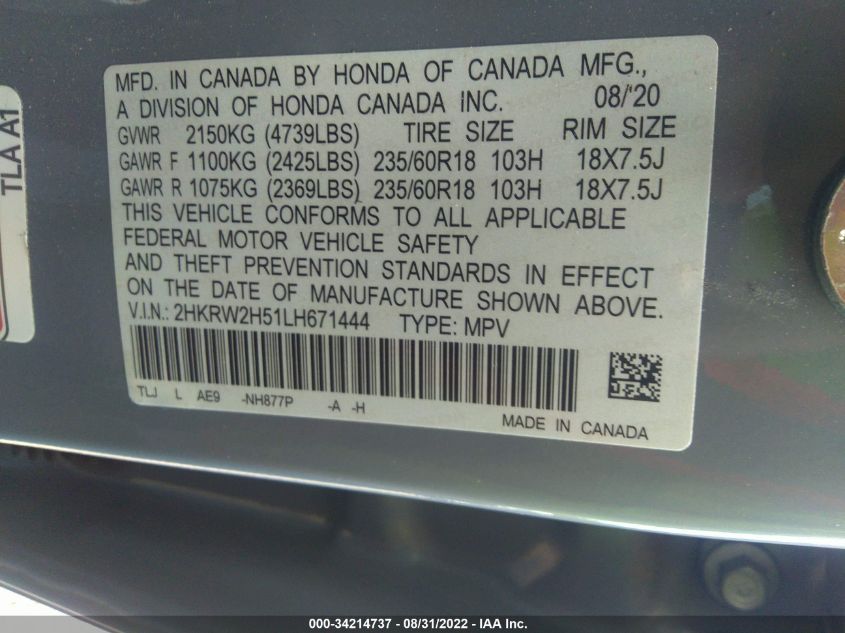 TLA A1
MFD. IN CANADA BY HONDA OF CANADA MFG.,
A DIVISION OF HONDA CANADA INC. 08/'20
GVWR 2150KG (4739LBS) TIRE SIZE RIM SIZE
GAWR F 1100KG (2425LBS) 235/60R18 103H 18X7.5J
GAWR R 1075KG (2369LBS) 235/60R18 103H 18X7.5J
THIS VEHICLE CONFORMS TO ALL APPLICABLE
FEDERAL MOTOR VEHICLE SAFETY
AND THEFT PREVENTION STANDARDS IN EFFECT
ON THE DATE OF MANUFACTURE SHOWN ABOVE.
V.I.N.: 2HKRW2H51LH671444 TYPE: MPV
TLJ L AE9 -NH877P -A -H
MADE IN CANADA
000-34214737 - 08/31/2022 - IAA Inc.